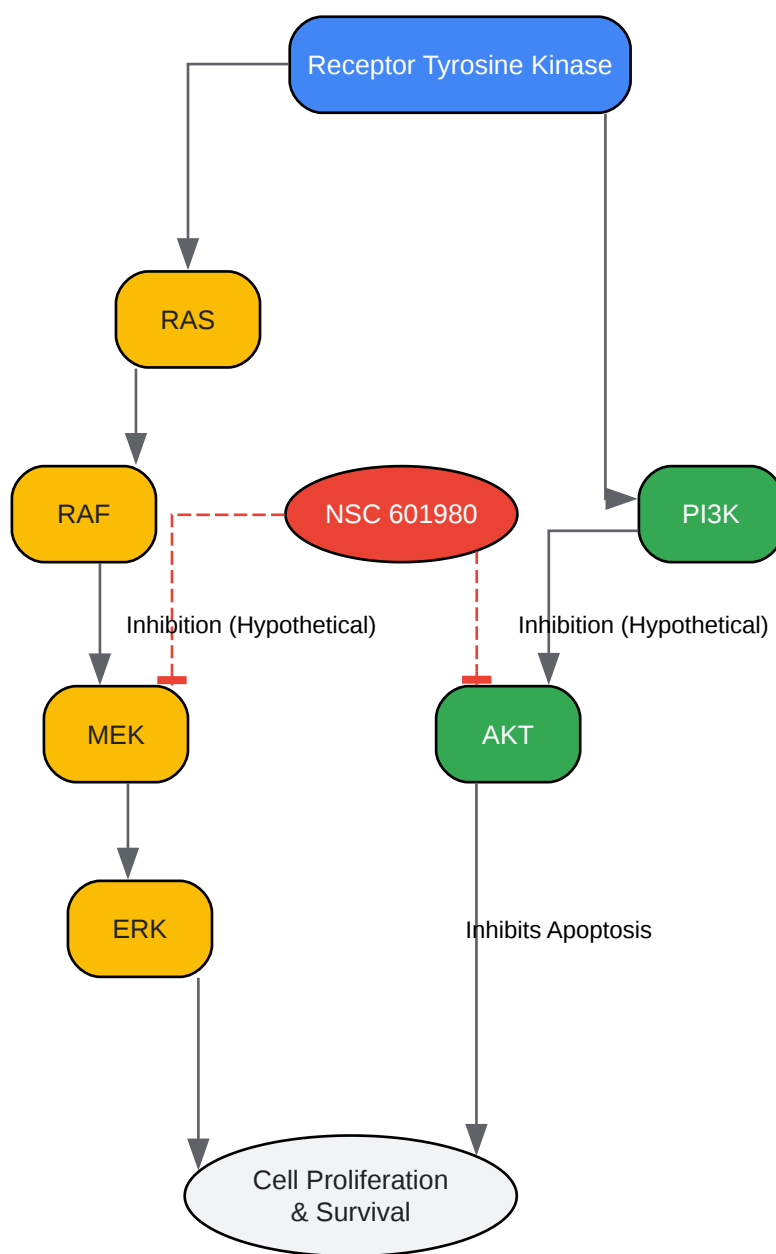 Receptor Tyrosine Kinase
RAS
RAF
NSC 601980
PI3K
Inhibition (Hypothetical)
Inhibition (Hypothetical)
MEK
AKT
ERK
Inhibits Apoptosis
Cell Proliferation
& Survival